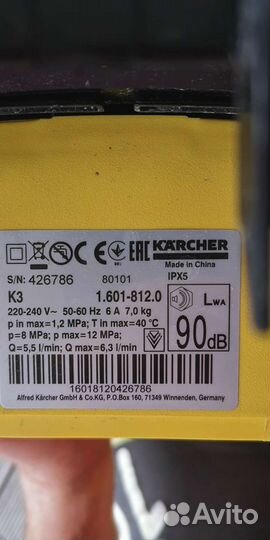 EAC KÄRCHER
Made in China
S/N: 426786 80101 IPX5
K3 1.601-812.0
220-240 V~ 50-60 Hz 6 A 7,0 kg
p in max=1,2 MPa; T in max=40 °C
p=8 MPa; p max=12 MPa;
Q=5,5 l/min; Q max=6,3 l/min;
LWA
90dB
16018120426786
Alfred Kärcher GmbH & Co.KG, P.O.Box 160, 71349 Winnenden, Germany
Avito